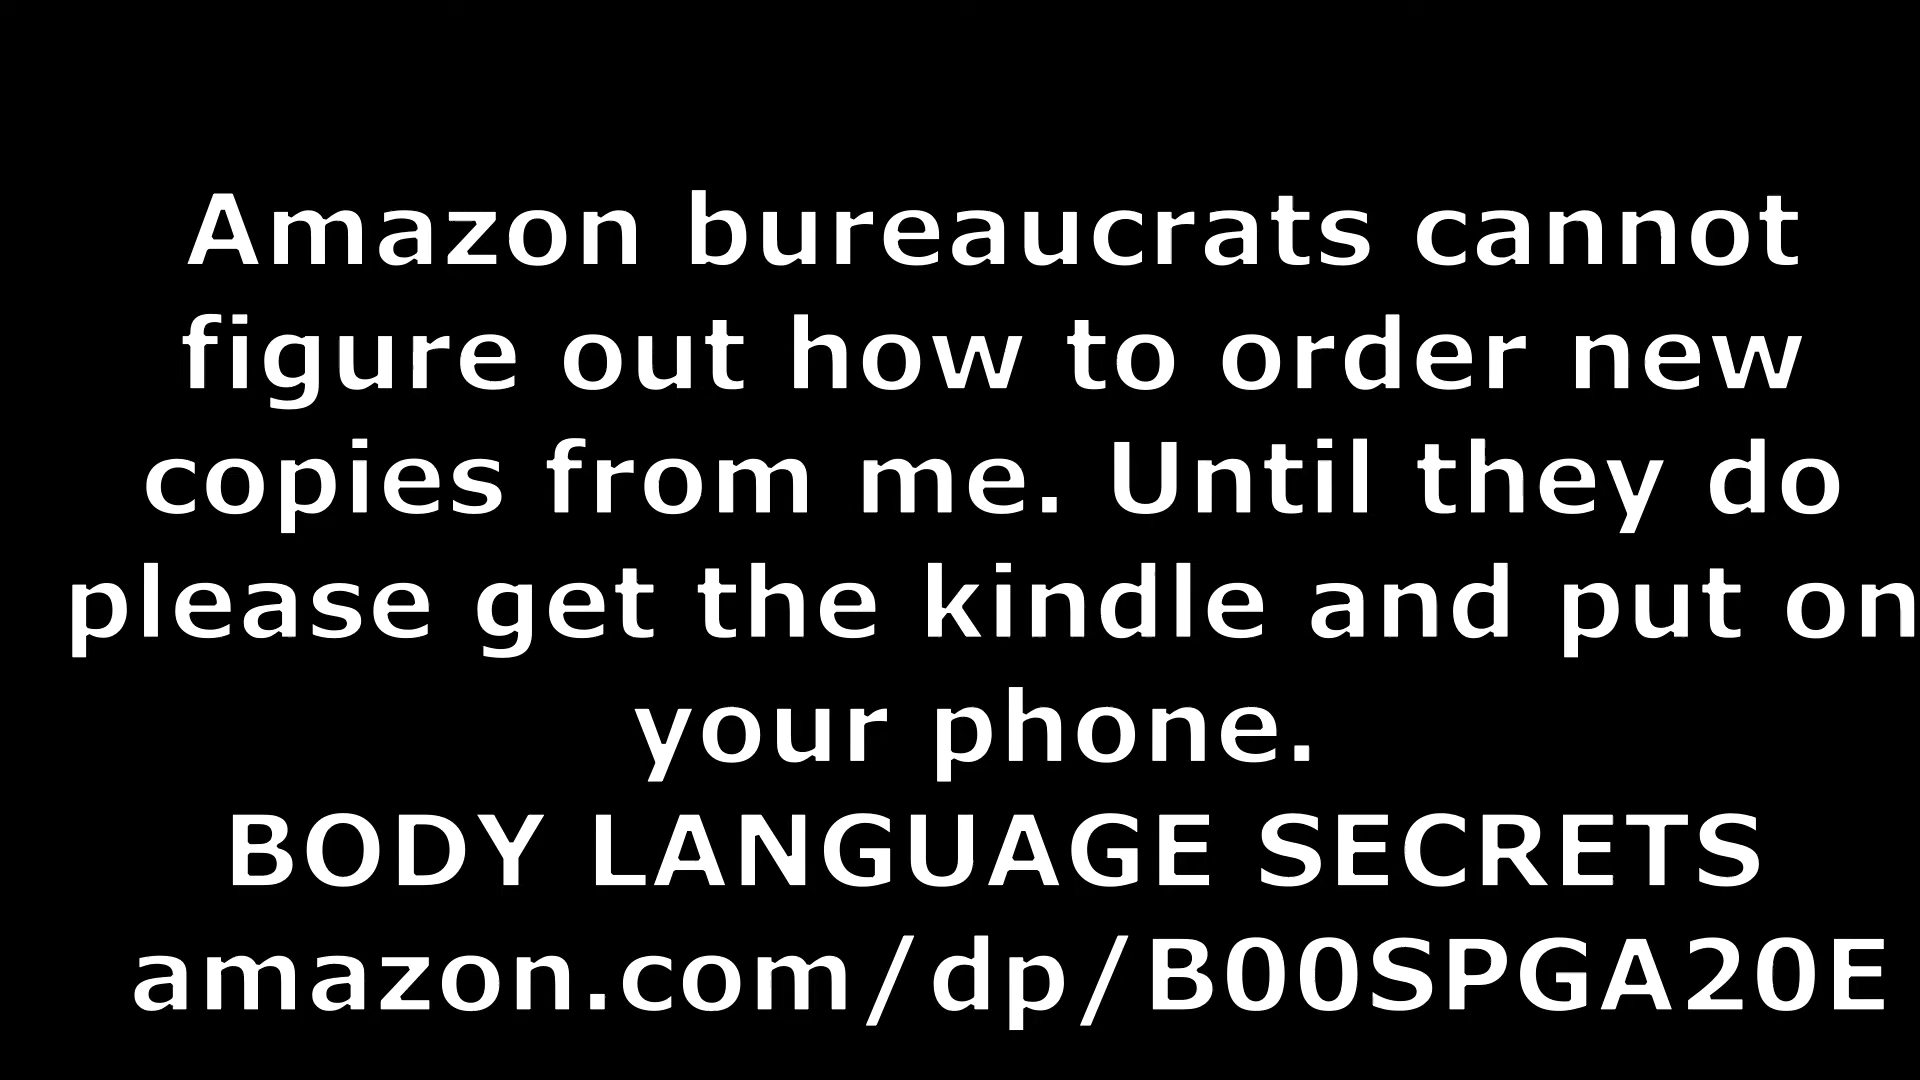 Amazon bureaucrats cannot
figure out how to order new
copies from me. Until they do
please get the kindle and put on
your phone.
BODY LANGUAGE SECRETS
amazon.com/dp/B00SPGA20E